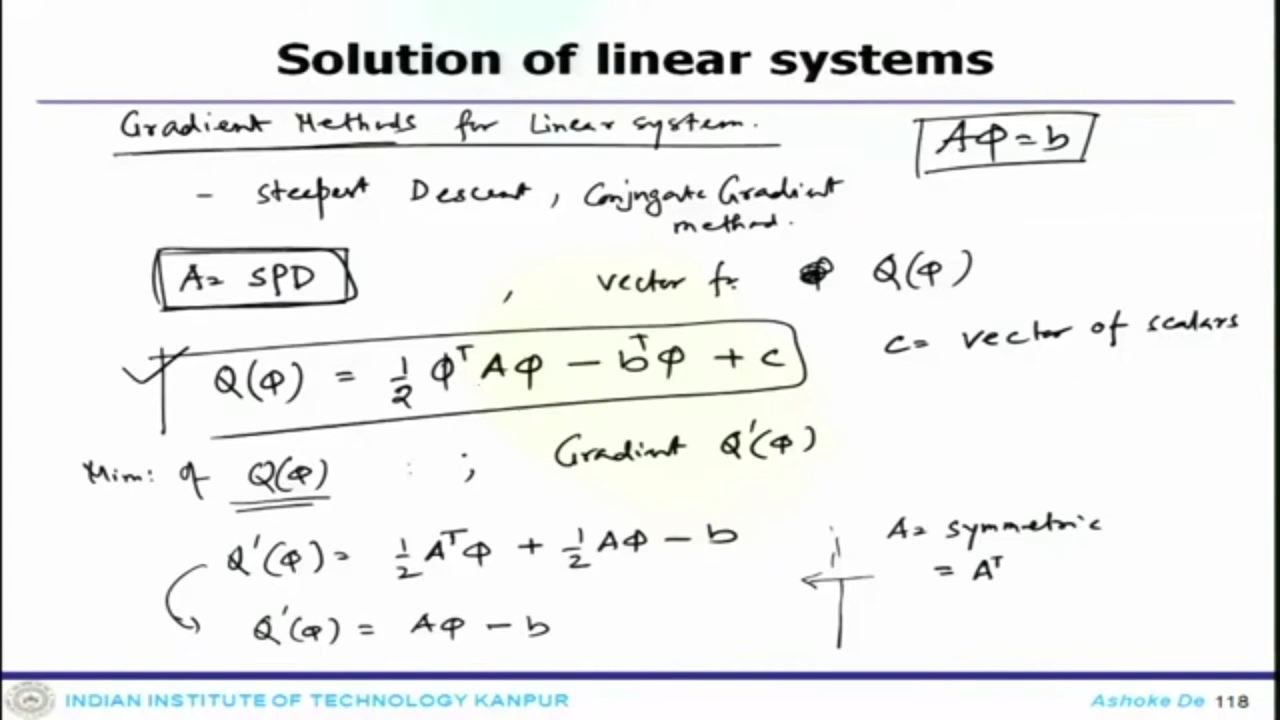 Solution of linear systems
Gradient Methods for Linear system.
Aφ = b
- Steepest Descent, Conjugate Gradient
method.
A = SPD , vector fn. Q(φ)
c = vector of scalars
Q(φ) = 1/2 φᵀAφ − bᵀφ + c
Mim: of Q(φ) ; Gradient Q'(φ)
Q'(φ) = 1/2 Aᵀφ + 1/2 Aφ − b
A = symmetric
= Aᵀ
Q'(φ) = Aφ − b
INDIAN INSTITUTE OF TECHNOLOGY KANPUR
Ashoke De 118